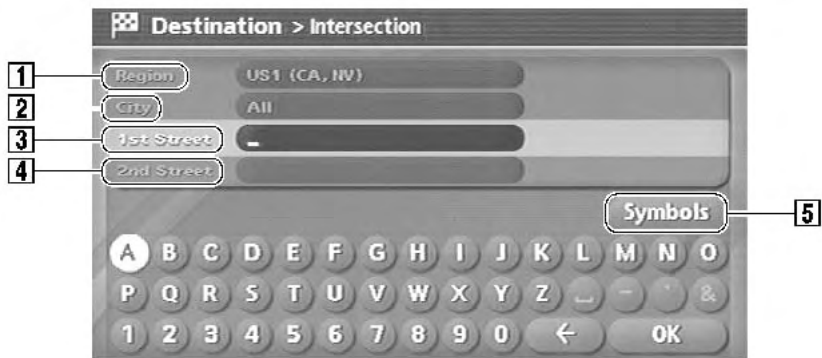 Destination > Intersection
1 Region US1 (CA, NV)
2 City All
3 1st Street _
4 2nd Street
Symbols 5
A B C D E F G H I J K L M N O
P Q R S T U V W X Y Z ␣ - ' &
1 2 3 4 5 6 7 8 9 0 ← OK